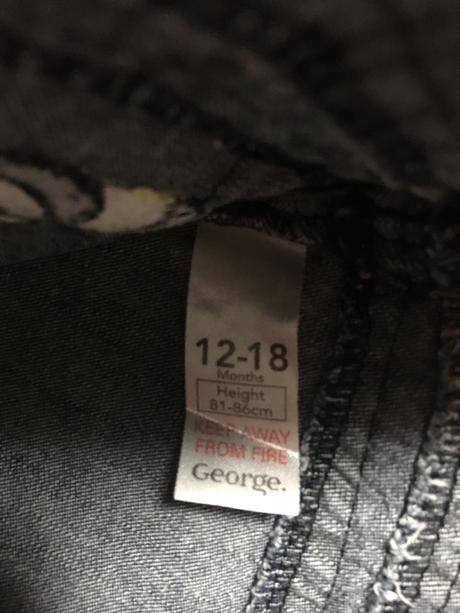 12-18
Months
Height
81-86cm
KEEP AWAY
FROM FIRE
George.